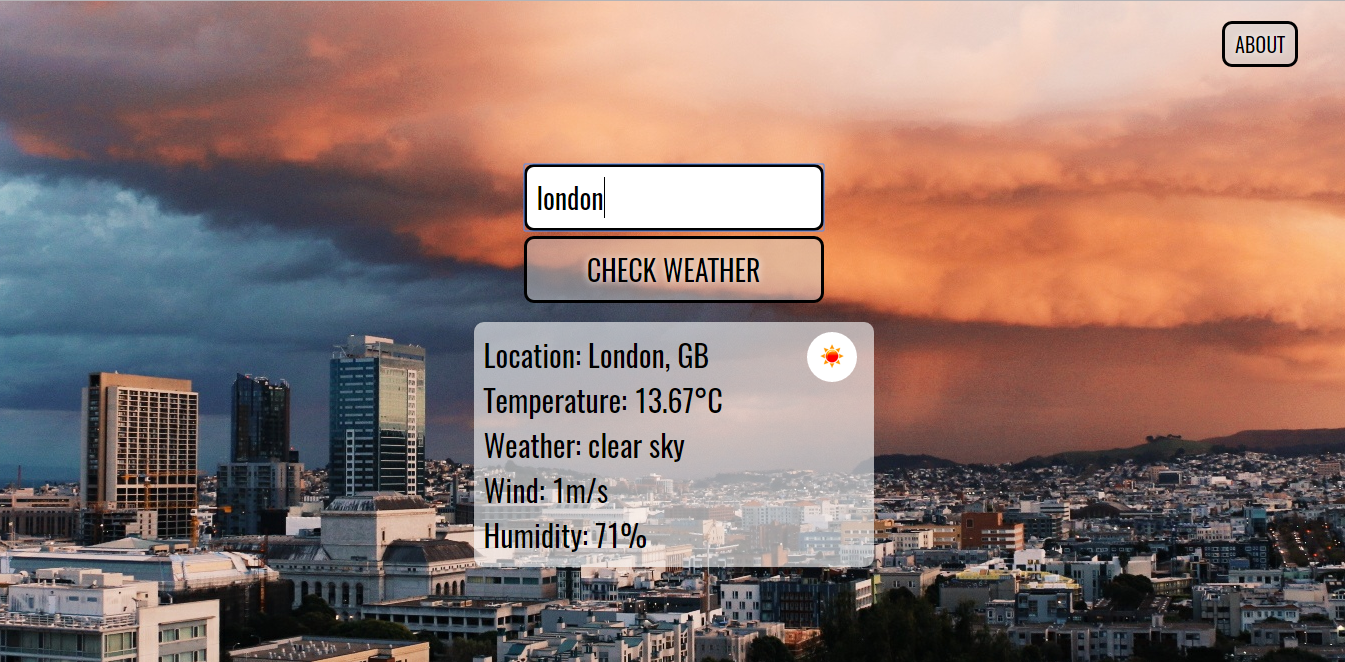 ABOUT
london
CHECK WEATHER
Location: London, GB
Temperature: 13.67°C
Weather: clear sky
Wind: 1m/s
Humidity: 71%